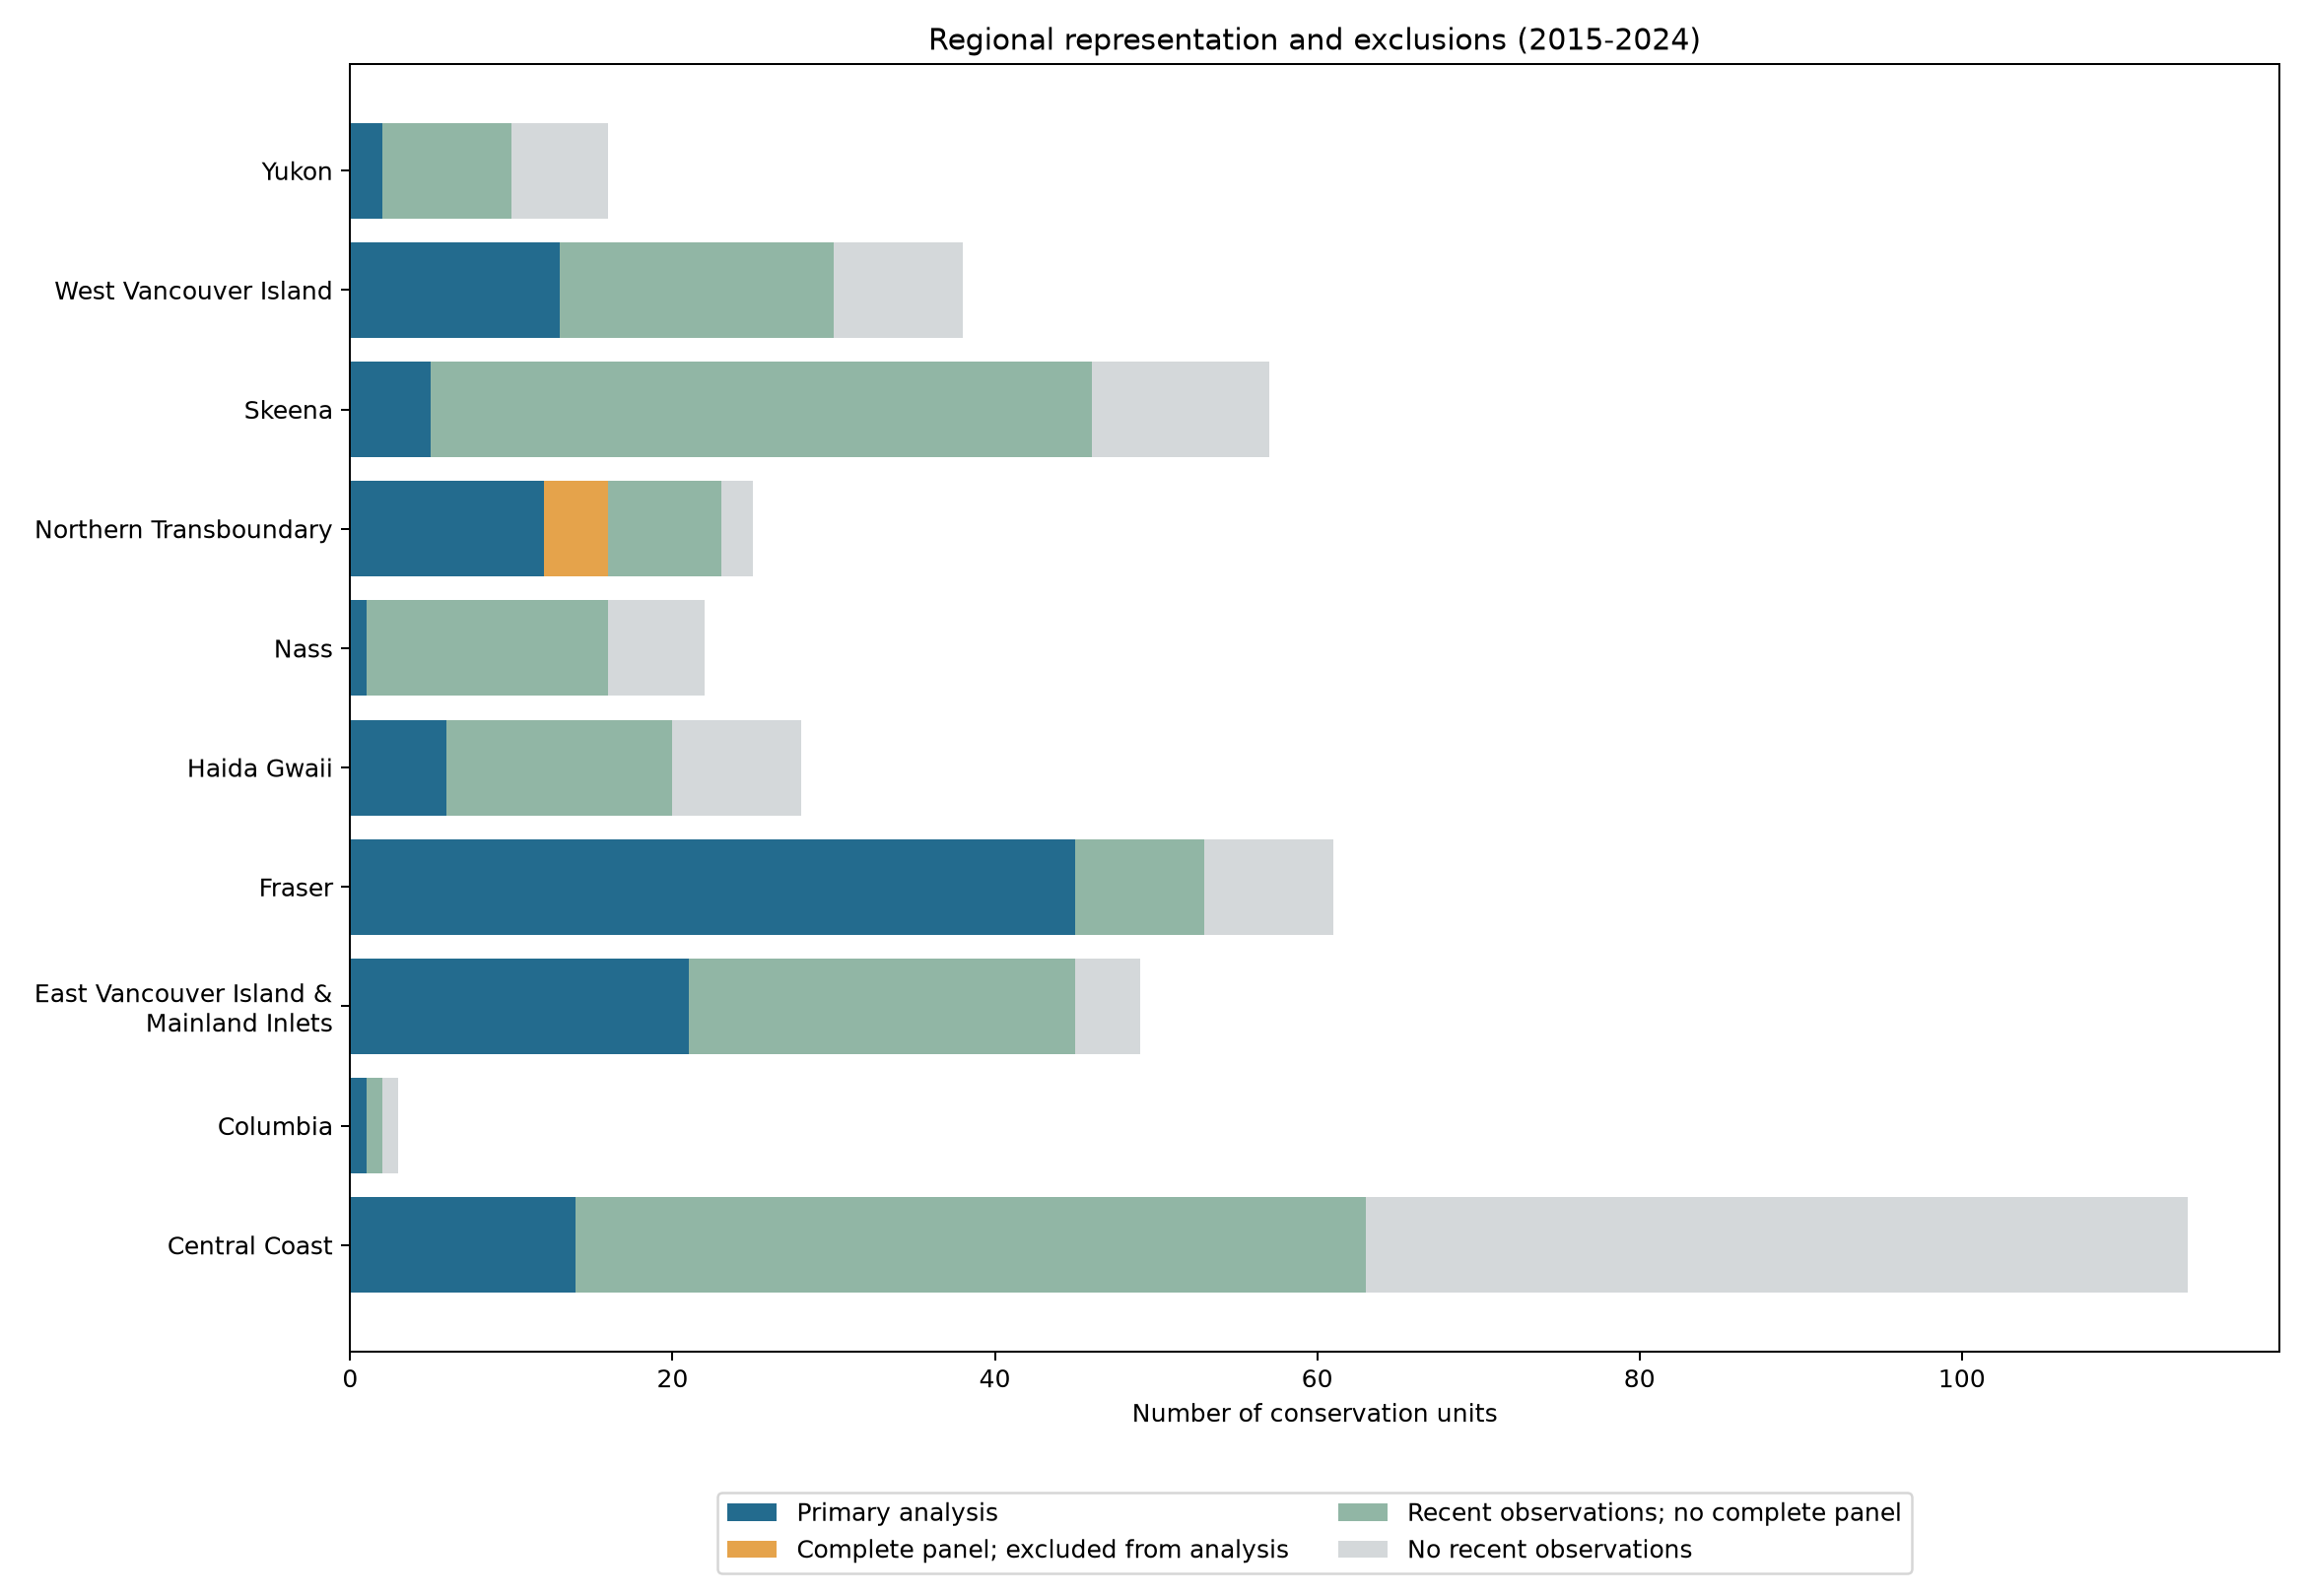 Regional representation and exclusions (2015-2024)
Yukon
West Vancouver Island
Skeena
Northern Transboundary
Nass
Haida Gwaii
Fraser
East Vancouver Island &
Mainland Inlets
Columbia
Central Coast
0 20 40 60 80 100
Number of conservation units
Primary analysis
Complete panel; excluded from analysis
Recent observations; no complete panel
No recent observations